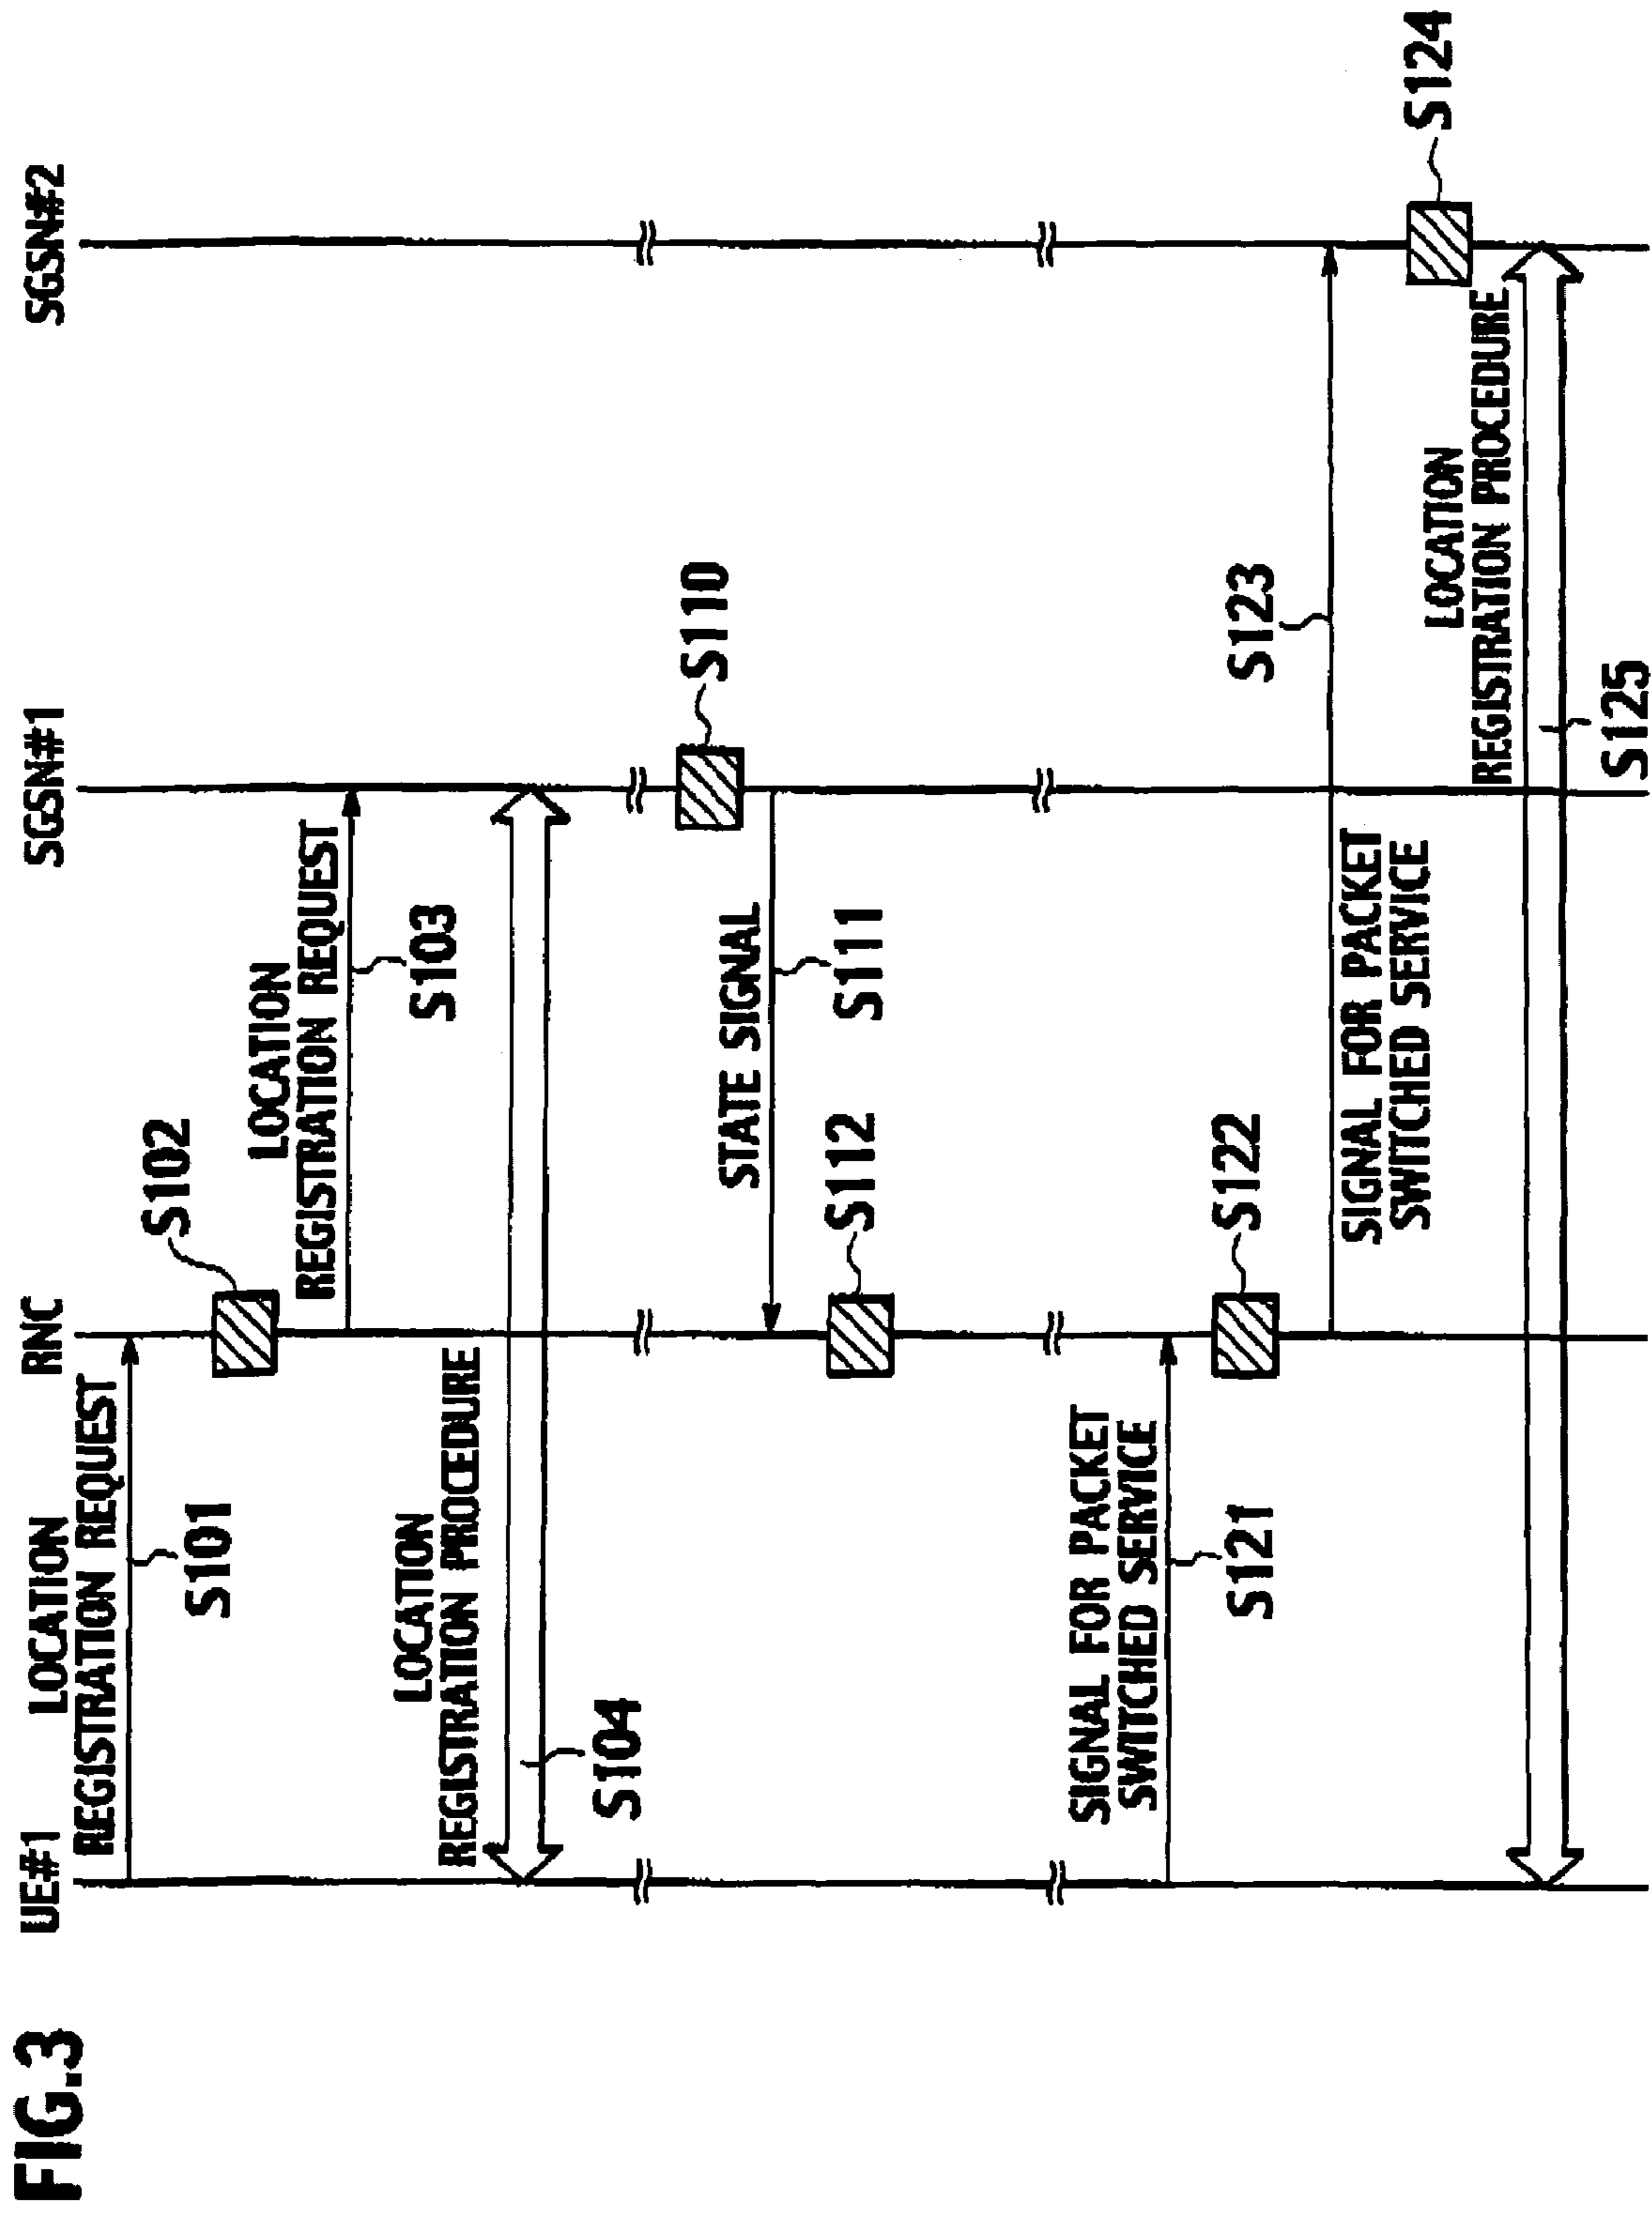 FIG.3
UE#1
RNC
SGSN#1
SGSN#2
LOCATION
REGISTRATION REQUEST
S101
S102
LOCATION
REGISTRATION REQUEST
S103
LOCATION
REGISTRATION PROCEDURE
S104
S110
STATE SIGNAL
S111
S112
SIGNAL FOR PACKET
SWITCHED SERVICE
S121
S122
S123
SIGNAL FOR PACKET
SWITCHED SERVICE
S124
LOCATION
REGISTRATION PROCEDURE
S125